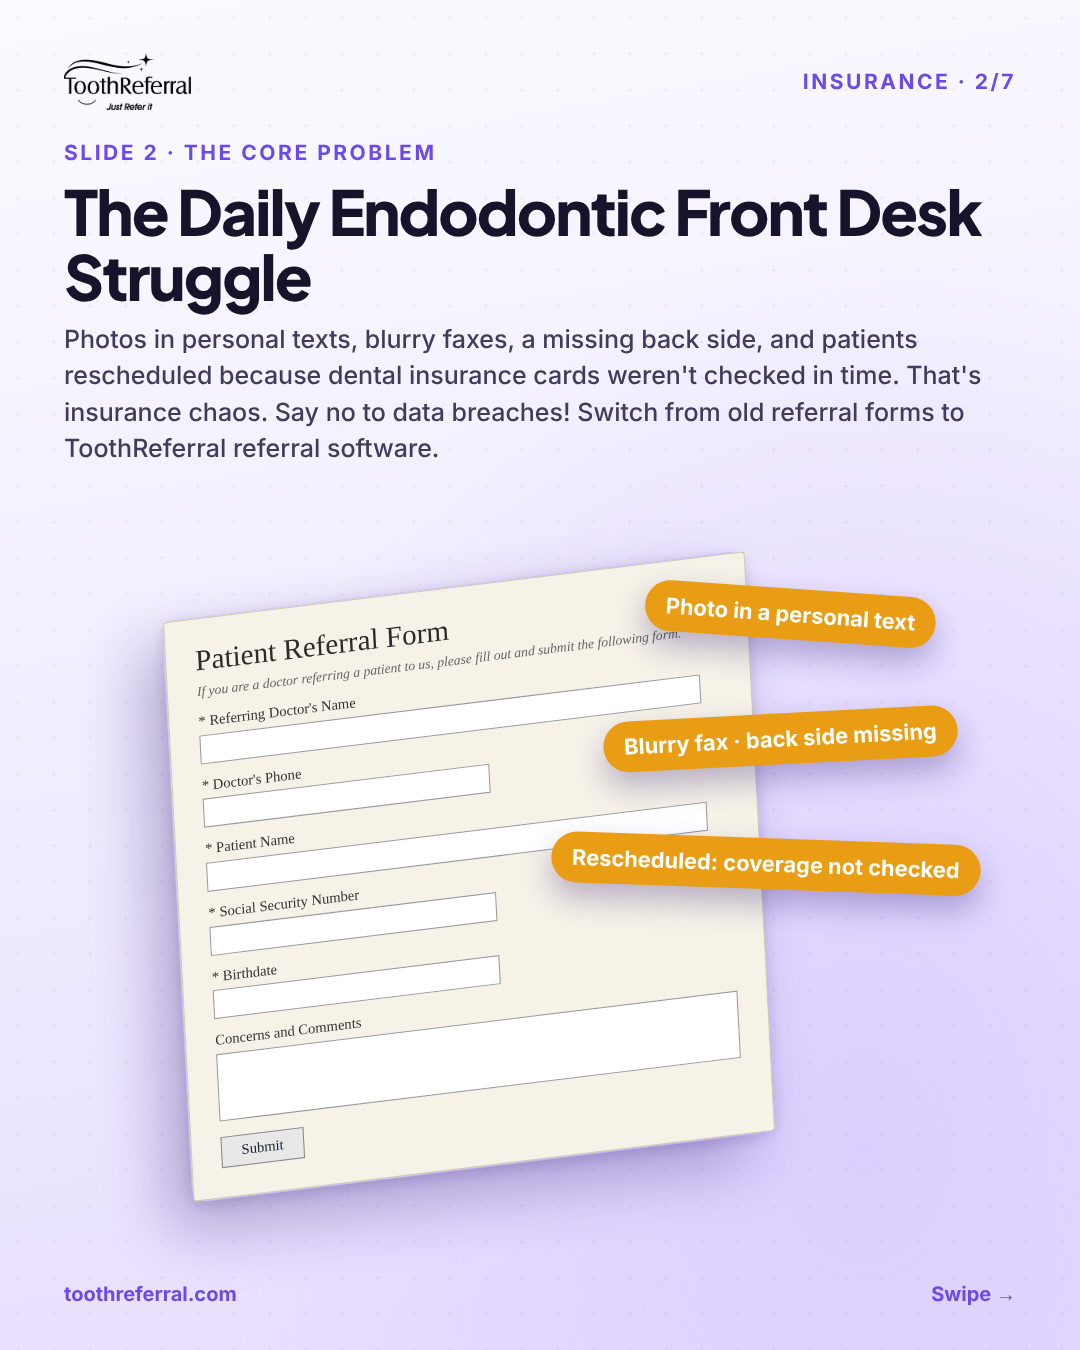 ToothReferral
Just Refer it
INSURANCE · 2/7
SLIDE 2 · THE CORE PROBLEM
The Daily Endodontic Front Desk
Struggle
Photos in personal texts, blurry faxes, a missing back side, and patients
rescheduled because dental insurance cards weren't checked in time. That's
insurance chaos. Say no to data breaches! Switch from old referral forms to
ToothReferral referral software.
Patient Referral Form
If you are a doctor referring a patient to us, please fill out and submit the following form.
Photo in a personal text
* Referring Doctor's Name
Blurry fax · back side missing
* Doctor's Phone
* Patient Name
Rescheduled: coverage not checked
* Social Security Number
* Birthdate
Concerns and Comments
Submit
toothreferral.com
Swipe →